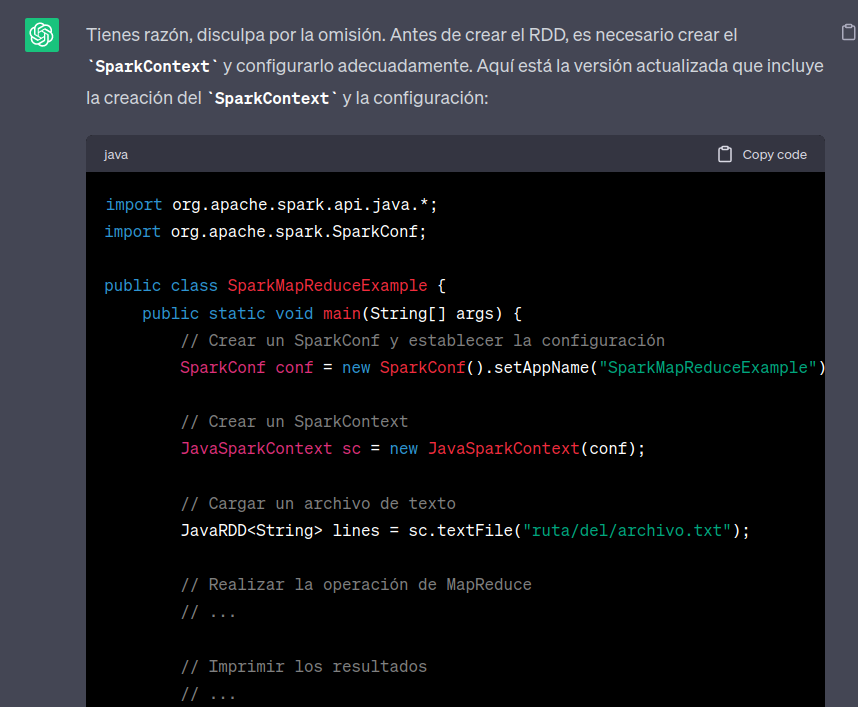 Tienes razón, disculpa por la omisión. Antes de crear el RDD, es necesario crear el
`SparkContext` y configurarlo adecuadamente. Aquí está la versión actualizada que incluye
la creación del `SparkContext` y la configuración:
java
Copy code
import org.apache.spark.api.java.*;
import org.apache.spark.SparkConf;
public class SparkMapReduceExample {
public static void main(String[] args) {
// Crear un SparkConf y establecer la configuración
SparkConf conf = new SparkConf().setAppName("SparkMapReduceExample")
// Crear un SparkContext
JavaSparkContext sc = new JavaSparkContext(conf);
// Cargar un archivo de texto
JavaRDD<String> lines = sc.textFile("ruta/del/archivo.txt");
// Realizar la operación de MapReduce
// ...
// Imprimir los resultados
// ...